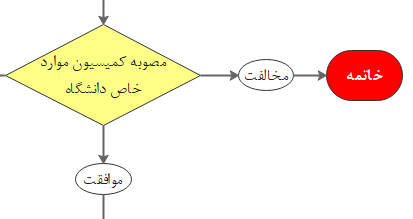 مصوبه کمیسیون موارد
خاص دانشگاه
مخالفت
خاتمه
موافقت